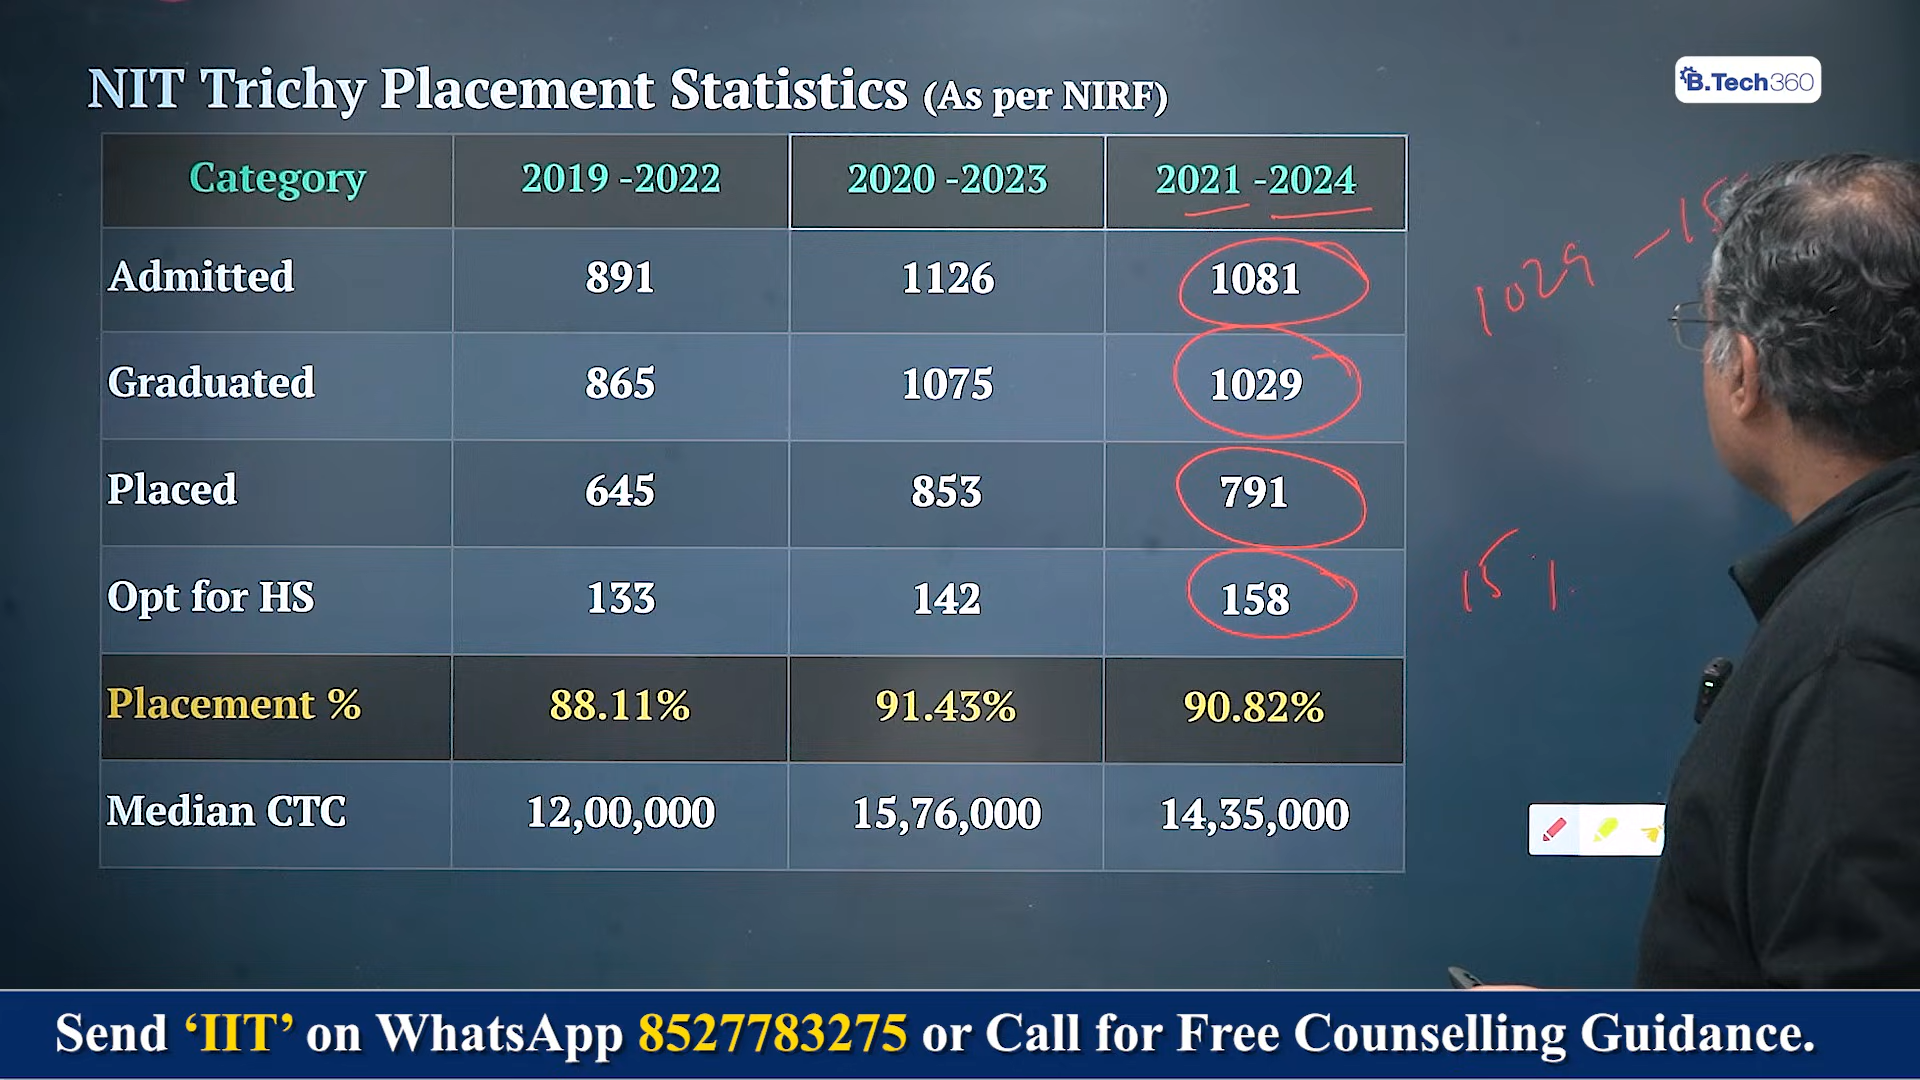 NIT Trichy Placement Statistics (As per NIRF)
B.Tech360
Category 2019 -2022 2020 -2023 2021 -2024
Admitted 891 1126 1081
1029 - 15
Graduated 865 1075 1029
Placed 645 853 791
Opt for HS 133 142 158
15
Placement % 88.11% 91.43% 90.82%
Median CTC 12,00,000 15,76,000 14,35,000
Send ‘IIT’ on WhatsApp 8527783275 or Call for Free Counselling Guidance.